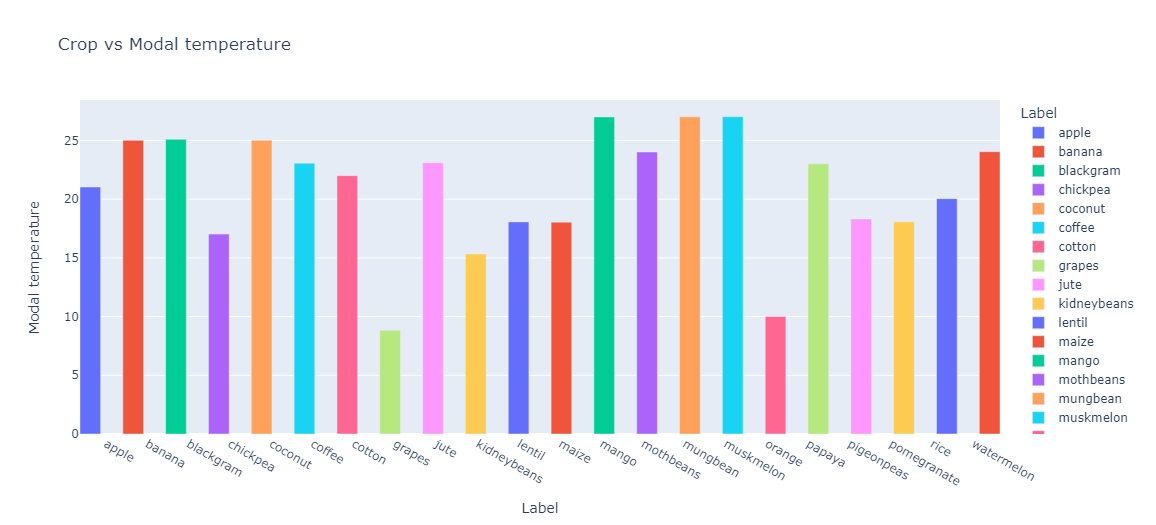 Crop vs Modal temperature
Modal temperature
25
20
15
10
5
0
apple
banana
blackgram
chickpea
coconut
coffee
cotton
grapes
jute
kidneybeans
lentil
maize
mango
mothbeans
mungbean
muskmelon
orange
papaya
pigeonpeas
pomegranate
rice
watermelon
Label
Label
apple
banana
blackgram
chickpea
coconut
coffee
cotton
grapes
jute
kidneybeans
lentil
maize
mango
mothbeans
mungbean
muskmelon